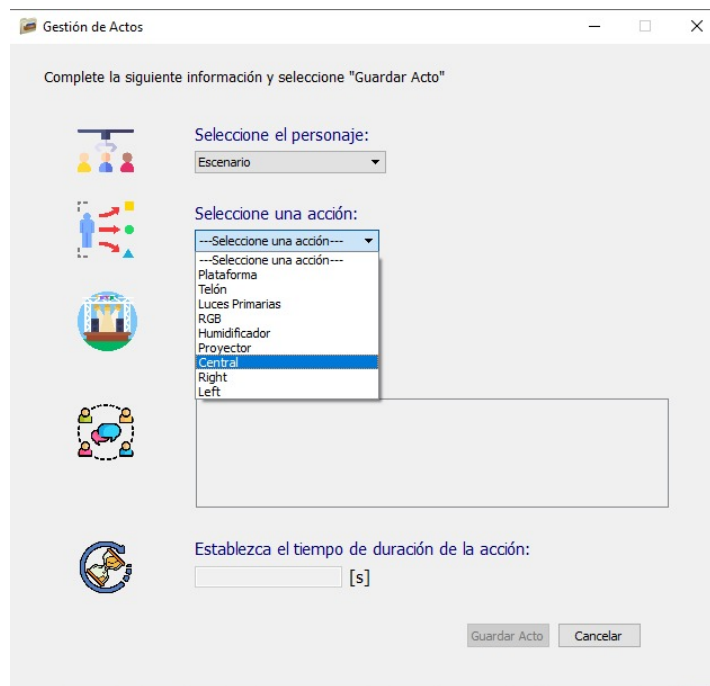 Gestión de Actos
Complete la siguiente información y seleccione "Guardar Acto"
Seleccione el personaje:
Escenario
Seleccione una acción:
---Seleccione una acción---
---Seleccione una acción---
Plataforma
Telón
Luces Primarias
RGB
Humidificador
Proyector
Central
Right
Left
Establezca el tiempo de duración de la acción:
[s]
Guardar Acto Cancelar